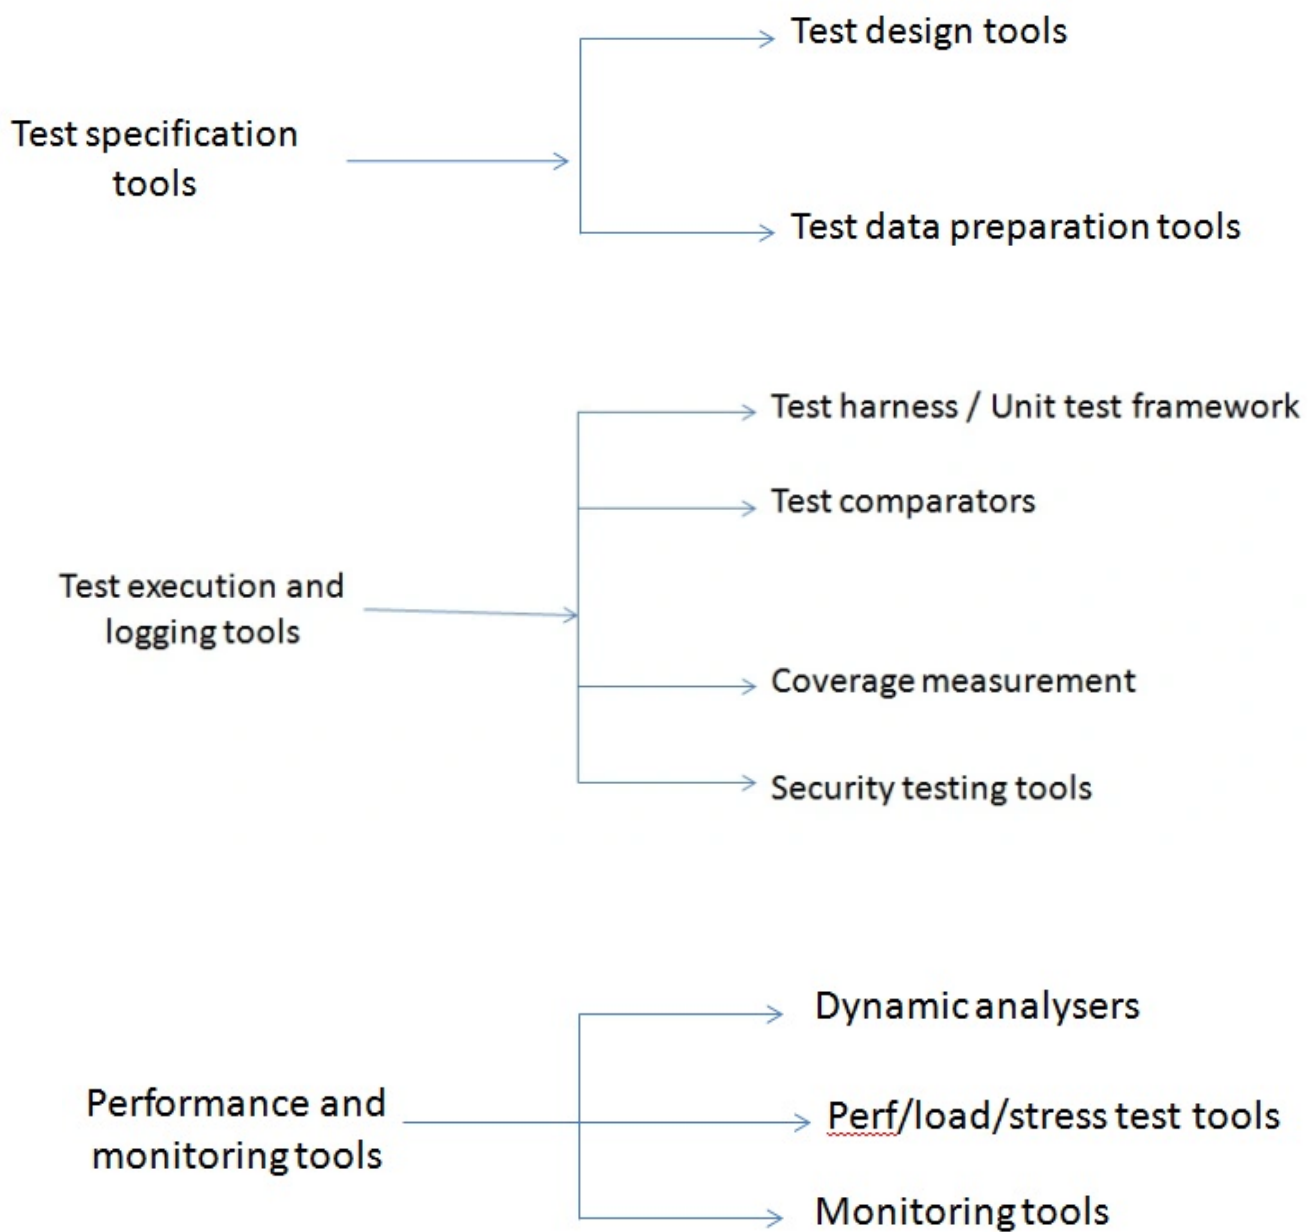 Test design tools
Test specification
tools
Test data preparation tools
Test harness / Unit test framework
Test comparators
Test execution and
logging tools
Coverage measurement
Security testing tools
Dynamic analysers
Performance and
monitoring tools
Perf/load/stress test tools
Monitoring tools